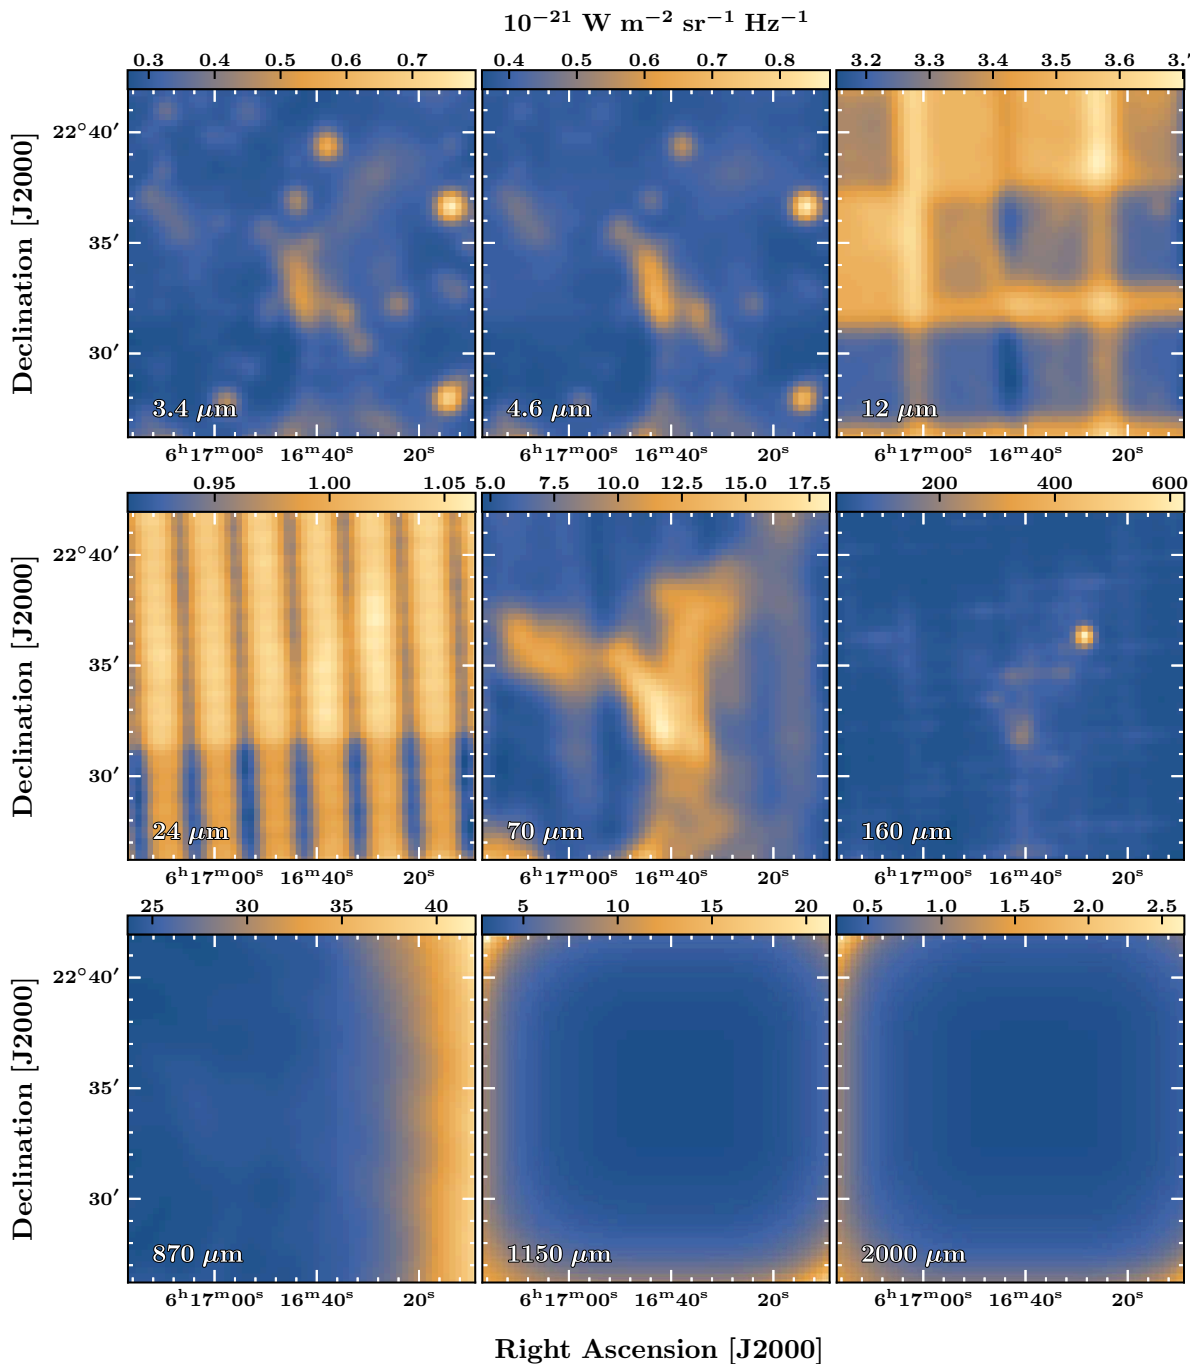 10⁻²¹ W m⁻² sr⁻¹ Hz⁻¹
0.3 0.4 0.5 0.6 0.7
0.4 0.5 0.6 0.7 0.8
3.2 3.3 3.4 3.5 3.6 3.7
Declination [J2000]
22°40′
35′
30′
3.4 μm
4.6 μm
12 μm
6ʰ17ᵐ00ˢ 16ᵐ40ˢ 20ˢ
6ʰ17ᵐ00ˢ 16ᵐ40ˢ 20ˢ
6ʰ17ᵐ00ˢ 16ᵐ40ˢ 20ˢ
0.95 1.00 1.05
5.0 7.5 10.0 12.5 15.0 17.5
200 400 600
Declination [J2000]
22°40′
35′
30′
24 μm
70 μm
160 μm
6ʰ17ᵐ00ˢ 16ᵐ40ˢ 20ˢ
6ʰ17ᵐ00ˢ 16ᵐ40ˢ 20ˢ
6ʰ17ᵐ00ˢ 16ᵐ40ˢ 20ˢ
25 30 35 40
5 10 15 20
0.5 1.0 1.5 2.0 2.5
Declination [J2000]
22°40′
35′
30′
870 μm
1150 μm
2000 μm
6ʰ17ᵐ00ˢ 16ᵐ40ˢ 20ˢ
6ʰ17ᵐ00ˢ 16ᵐ40ˢ 20ˢ
6ʰ17ᵐ00ˢ 16ᵐ40ˢ 20ˢ
Right Ascension [J2000]